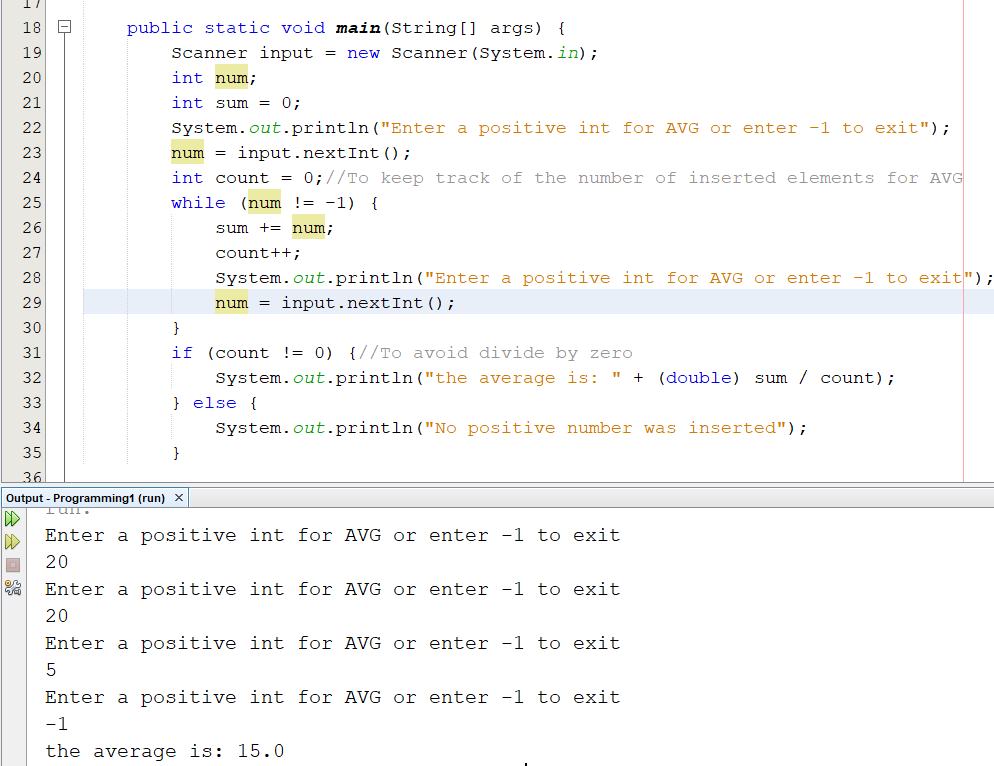 17
18 public static void main(String[] args) {
19 Scanner input = new Scanner(System.in);
20 int num;
21 int sum = 0;
22 System.out.println("Enter a positive int for AVG or enter -1 to exit");
23 num = input.nextInt();
24 int count = 0;//To keep track of the number of inserted elements for AVG
25 while (num != -1) {
26 sum += num;
27 count++;
28 System.out.println("Enter a positive int for AVG or enter -1 to exit");
29 num = input.nextInt();
30 }
31 if (count != 0) {//To avoid divide by zero
32 System.out.println("the average is: " + (double) sum / count);
33 } else {
34 System.out.println("No positive number was inserted");
35 }
36
Output - Programming1 (run) ×
run:
Enter a positive int for AVG or enter -1 to exit
20
Enter a positive int for AVG or enter -1 to exit
20
Enter a positive int for AVG or enter -1 to exit
5
Enter a positive int for AVG or enter -1 to exit
-1
the average is: 15.0